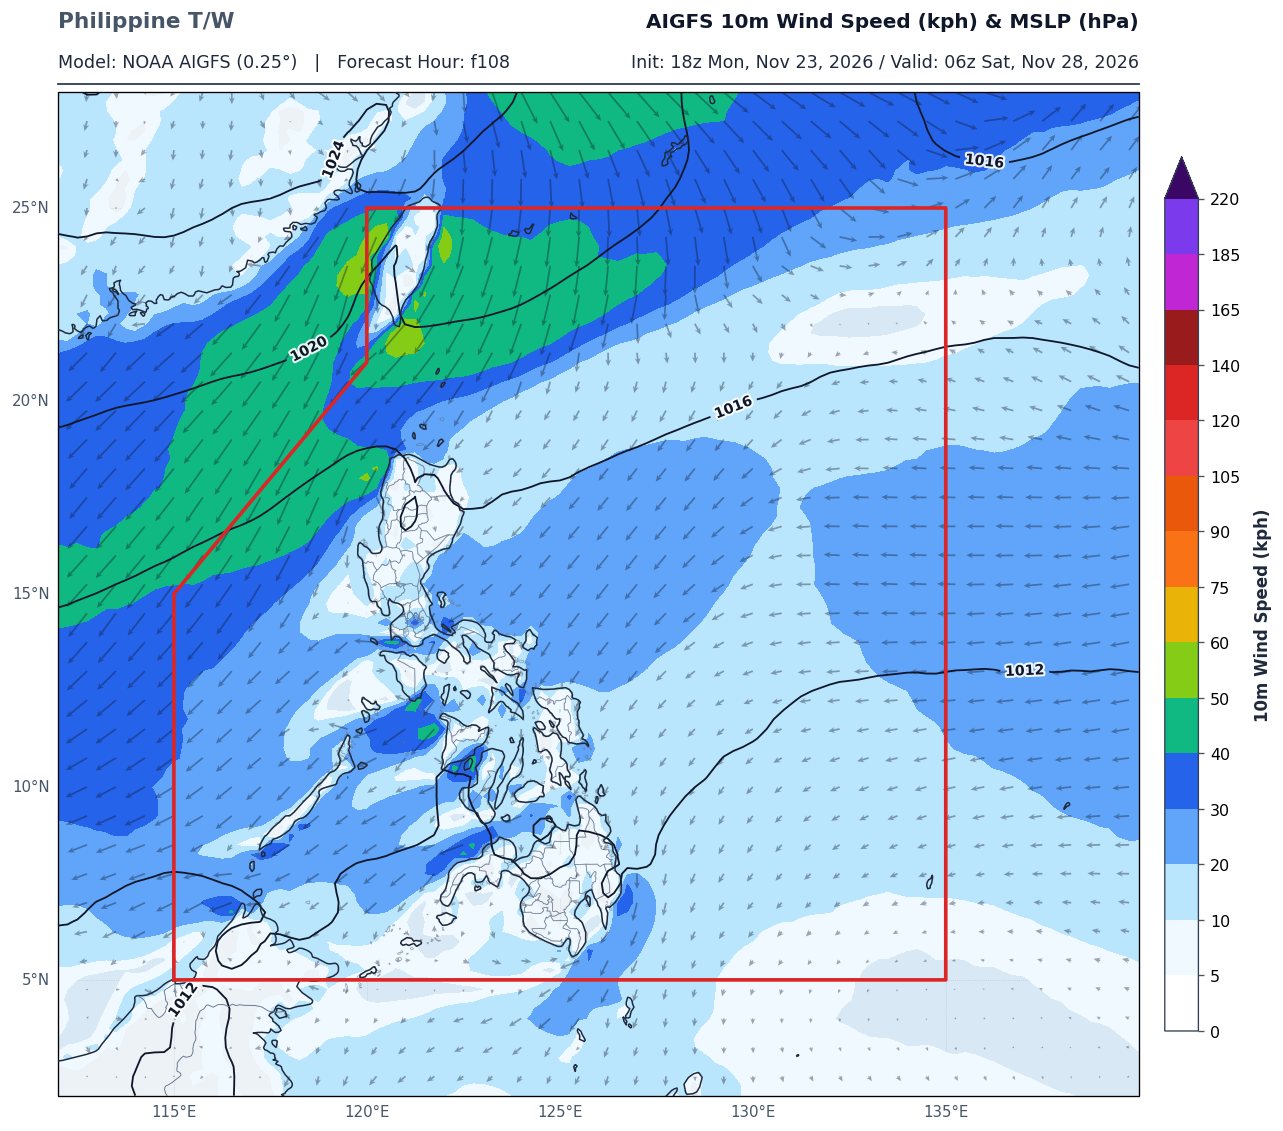 Philippine T/W
AIGFS 10m Wind Speed (kph) & MSLP (hPa)
Model: NOAA AIGFS (0.25°)   |   Forecast Hour: f108
Init: 18z Mon, Nov 23, 2026 / Valid: 06z Sat, Nov 28, 2026
1024
1016
1020
1016
1012
1012
25°N
20°N
15°N
10°N
5°N
115°E
120°E
125°E
130°E
135°E
220
185
165
140
120
105
90
75
60
50
40
30
20
10
5
0
10m Wind Speed (kph)